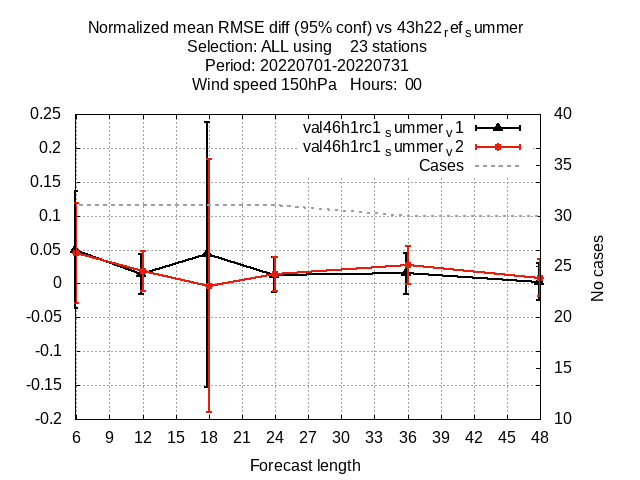 Normalized mean RMSE diff (95% conf) vs 43h22refsummer
Selection: ALL using 23 stations
Period: 20220701-20220731
Wind speed 150hPa Hours: 00
0.25
0.2
0.15
0.1
0.05
0
-0.05
-0.1
-0.15
-0.2
val46h1rc1summerv1
val46h1rc1summerv2
Cases
40
35
30
25
20
15
10
No cases
6 9 12 15 18 21 24 27 30 33 36 39 42 45 48
Forecast length